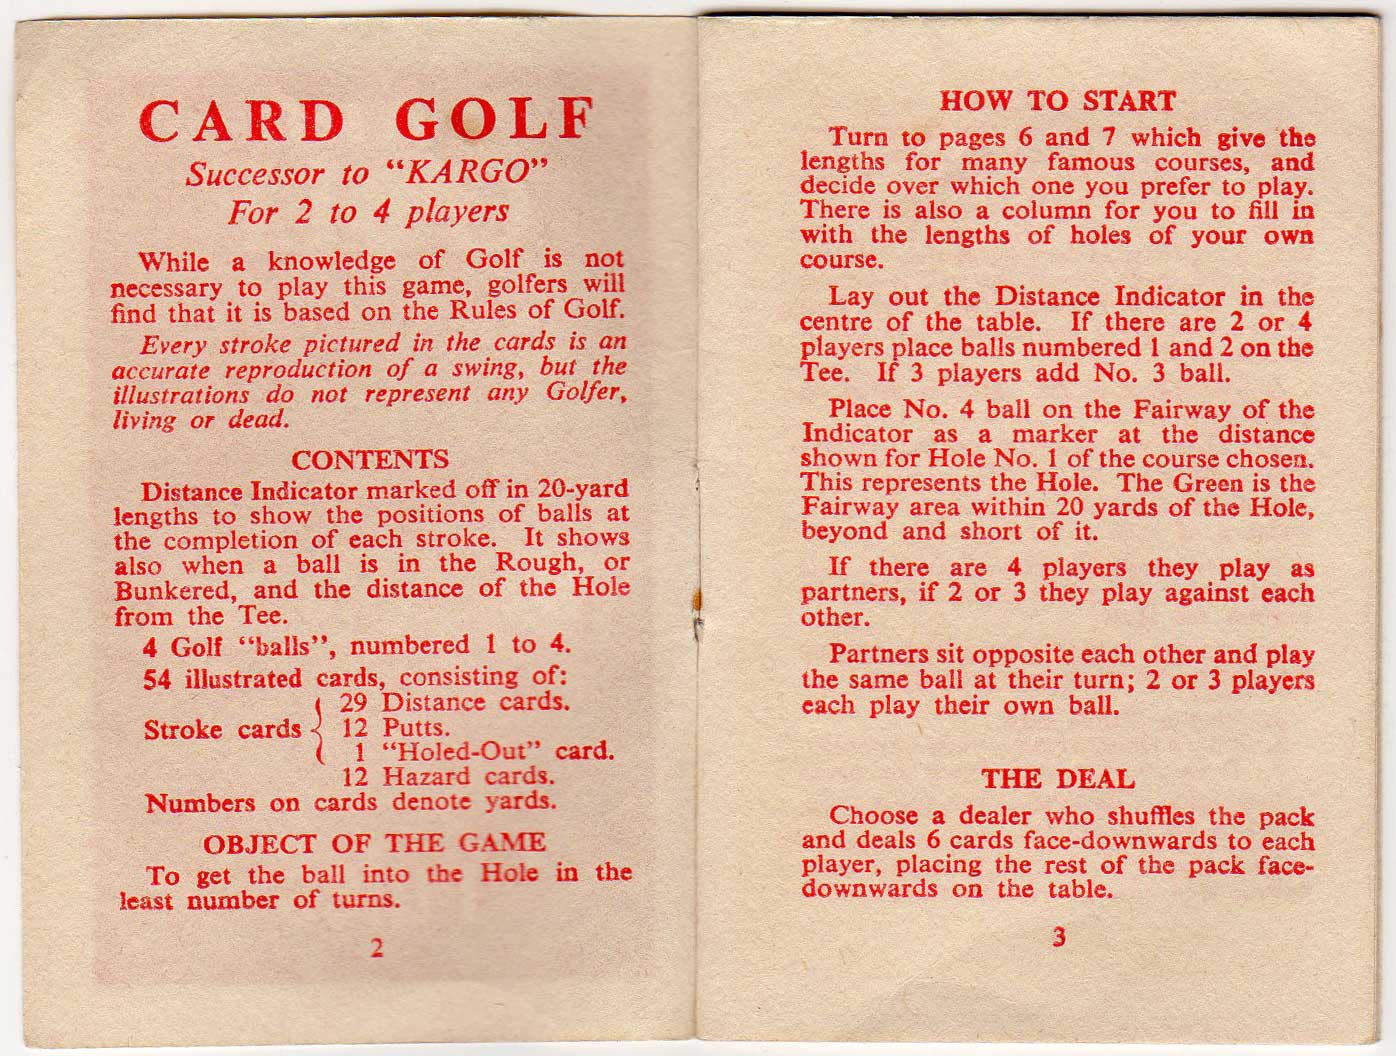 CARD GOLF
Successor to “KARGO”
For 2 to 4 players
While a knowledge of Golf is not
necessary to play this game, golfers will
find that it is based on the Rules of Golf.
Every stroke pictured in the cards is an
accurate reproduction of a swing, but the
illustrations do not represent any Golfer,
living or dead.
CONTENTS
Distance Indicator marked off in 20-yard
lengths to show the positions of balls at
the completion of each stroke. It shows
also when a ball is in the Rough, or
Bunkered, and the distance of the Hole
from the Tee.
4 Golf “balls”, numbered 1 to 4.
54 illustrated cards, consisting of:
29 Distance cards.
Stroke cards { 12 Putts.
1 “Holed-Out” card.
12 Hazard cards.
Numbers on cards denote yards.
OBJECT OF THE GAME
To get the ball into the Hole in the
least number of turns.
2
HOW TO START
Turn to pages 6 and 7 which give the
lengths for many famous courses, and
decide over which one you prefer to play.
There is also a column for you to fill in
with the lengths of holes of your own
course.
Lay out the Distance Indicator in the
centre of the table. If there are 2 or 4
players place balls numbered 1 and 2 on the
Tee. If 3 players add No. 3 ball.
Place No. 4 ball on the Fairway of the
Indicator as a marker at the distance
shown for Hole No. 1 of the course chosen.
This represents the Hole. The Green is the
Fairway area within 20 yards of the Hole,
beyond and short of it.
If there are 4 players they play as
partners, if 2 or 3 they play against each
other.
Partners sit opposite each other and play
the same ball at their turn; 2 or 3 players
each play their own ball.
THE DEAL
Choose a dealer who shuffles the pack
and deals 6 cards face-downwards to each
player, placing the rest of the pack face-
downwards on the table.
3